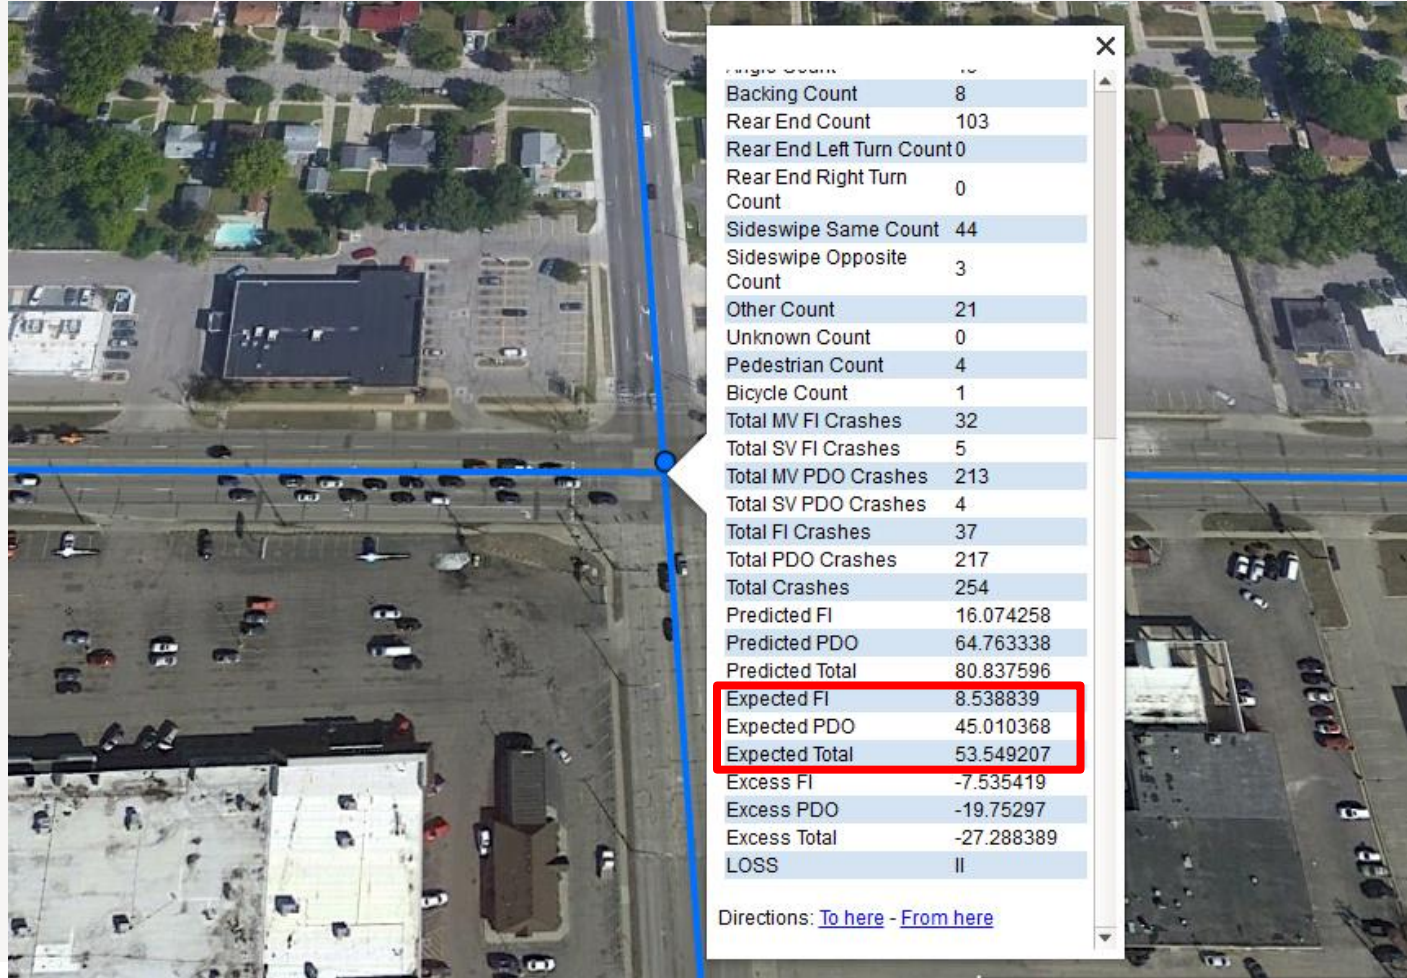 Backing Count 8
Rear End Count 103
Rear End Left Turn Count 0
Rear End Right Turn
Count 0
Sideswipe Same Count 44
Sideswipe Opposite
Count 3
Other Count 21
Unknown Count 0
Pedestrian Count 4
Bicycle Count 1
Total MV FI Crashes 32
Total SV FI Crashes 5
Total MV PDO Crashes 213
Total SV PDO Crashes 4
Total FI Crashes 37
Total PDO Crashes 217
Total Crashes 254
Predicted FI 16.074258
Predicted PDO 64.763338
Predicted Total 80.837596
Expected FI 8.538839
Expected PDO 45.010368
Expected Total 53.549207
Excess FI -7.535419
Excess PDO -19.75297
Excess Total -27.288389
LOSS II
Directions: To here - From here